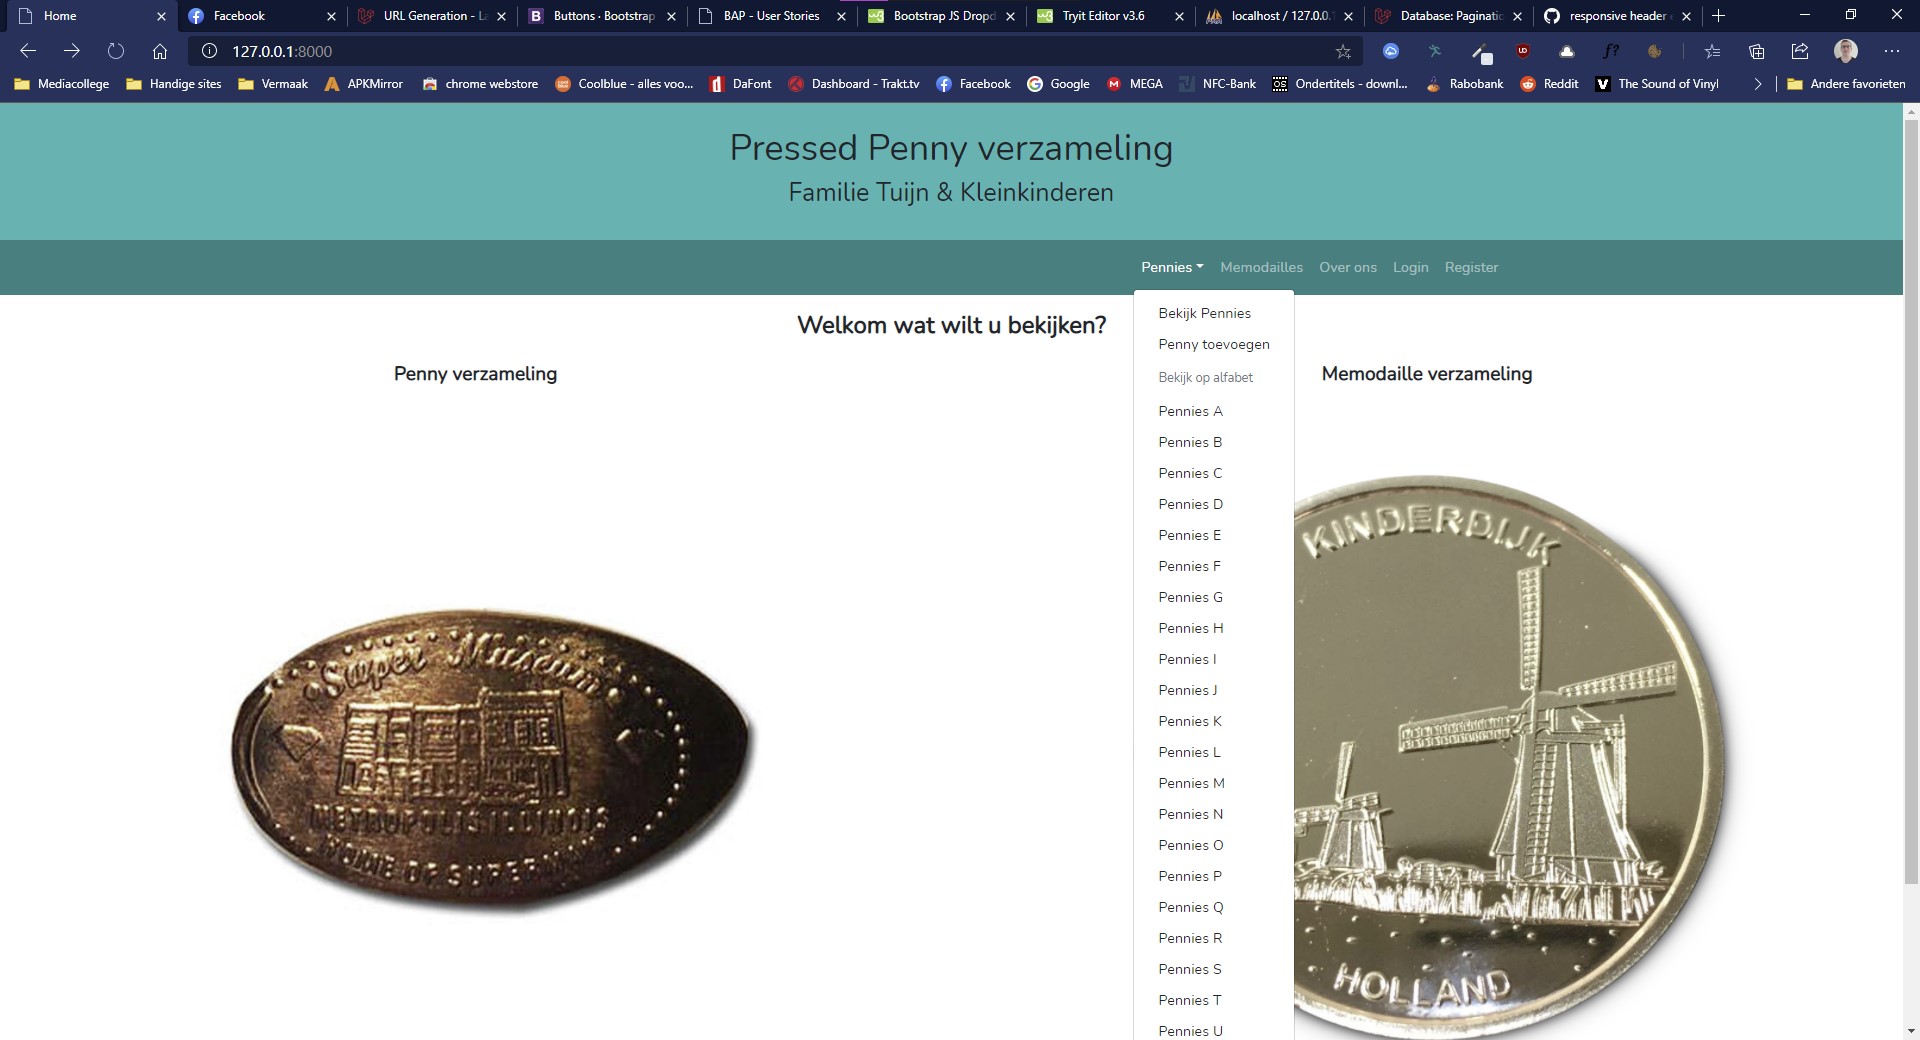 Home
Facebook
URL Generation - La
Buttons · Bootstrap
BAP - User Stories
Bootstrap JS Dropd
Tryit Editor v3.6
localhost / 127.0.0.1
Database: Paginatio
responsive header
127.0.0.1:8000
Mediacollege
Handige sites
Vermaak
APKMirror
chrome webstore
Coolblue - alles voo...
DaFont
Dashboard - Trakt.tv
Facebook
Google
MEGA
NFC-Bank
Ondertitels - downl...
Rabobank
Reddit
The Sound of Vinyl
Andere favorieten
Pressed Penny verzameling
Familie Tuijn & Kleinkinderen
Pennies
Memodailles
Over ons
Login
Register
Welkom wat wilt u bekijken?
Penny verzameling
Memodaille verzameling
Bekijk Pennies
Penny toevoegen
Bekijk op alfabet
Pennies A
Pennies B
Pennies C
Pennies D
Pennies E
Pennies F
Pennies G
Pennies H
Pennies I
Pennies J
Pennies K
Pennies L
Pennies M
Pennies N
Pennies O
Pennies P
Pennies Q
Pennies R
Pennies S
Pennies T
Pennies U
Super Museum
METROPOLIS ILLINOIS
HOME OF SUPERMAN
KINDERDIJK
HOLLAND